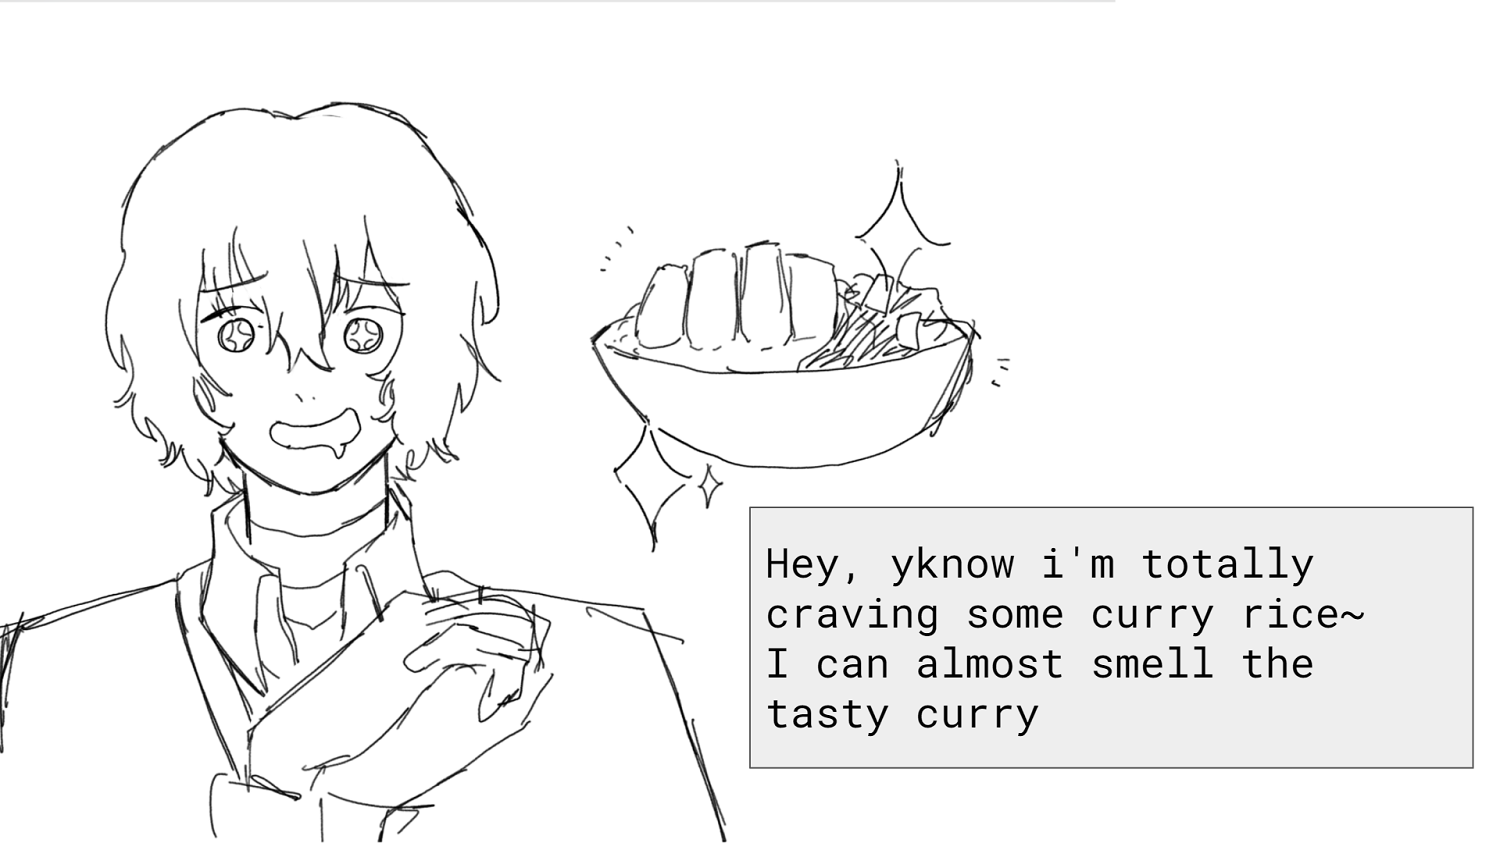 Hey, yknow i'm totally
craving some curry rice~
I can almost smell the
tasty curry